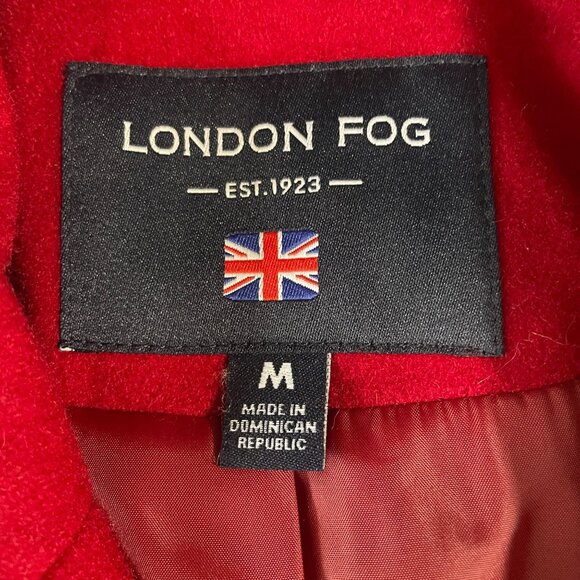 LONDON FOG
— EST.1923 —
M
MADE IN
DOMINICAN
REPUBLIC